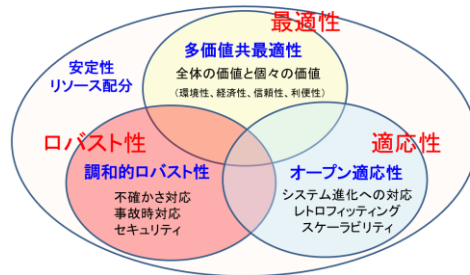 最適性
多価値共最適性
全体の価値と個々の価値
（環境性、経済性、信頼性、利便性）
安定性
リソース配分
ロバスト性
調和的ロバスト性
不確かさ対応
事故時対応
セキュリティ
適応性
オープン適応性
システム進化への対応
レトロフィッティング
スケーラビリティ